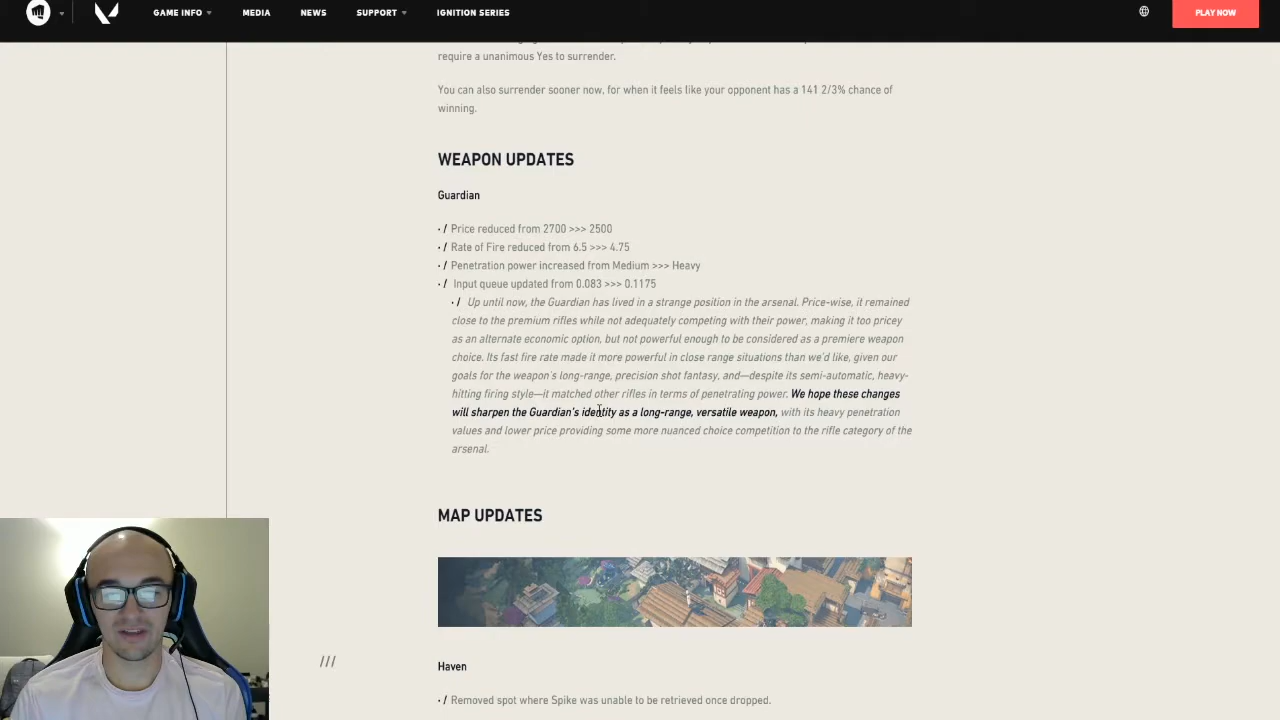 GAME INFO
MEDIA
NEWS
SUPPORT
IGNITION SERIES
PLAY NOW
require a unanimous Yes to surrender.
You can also surrender sooner now, for when it feels like your opponent has a 141 2/3% chance of
winning.
WEAPON UPDATES
Guardian
· / Price reduced from 2700 >>> 2500
· / Rate of Fire reduced from 6.5 >>> 4.75
· / Penetration power increased from Medium >>> Heavy
· / Input queue updated from 0.083 >>> 0.1175
· / Up until now, the Guardian has lived in a strange position in the arsenal. Price-wise, it remained
close to the premium rifles while not adequately competing with their power, making it too pricey
as an alternate economic option, but not powerful enough to be considered as a premiere weapon
choice. Its fast fire rate made it more powerful in close range situations than we'd like, given our
goals for the weapon's long-range, precision shot fantasy, and—despite its semi-automatic, heavy-
hitting firing style—it matched other rifles in terms of penetrating power. We hope these changes
will sharpen the Guardian's identity as a long-range, versatile weapon, with its heavy penetration
values and lower price providing some more nuanced choice competition to the rifle category of the
arsenal.
MAP UPDATES
Haven
///
· / Removed spot where Spike was unable to be retrieved once dropped.